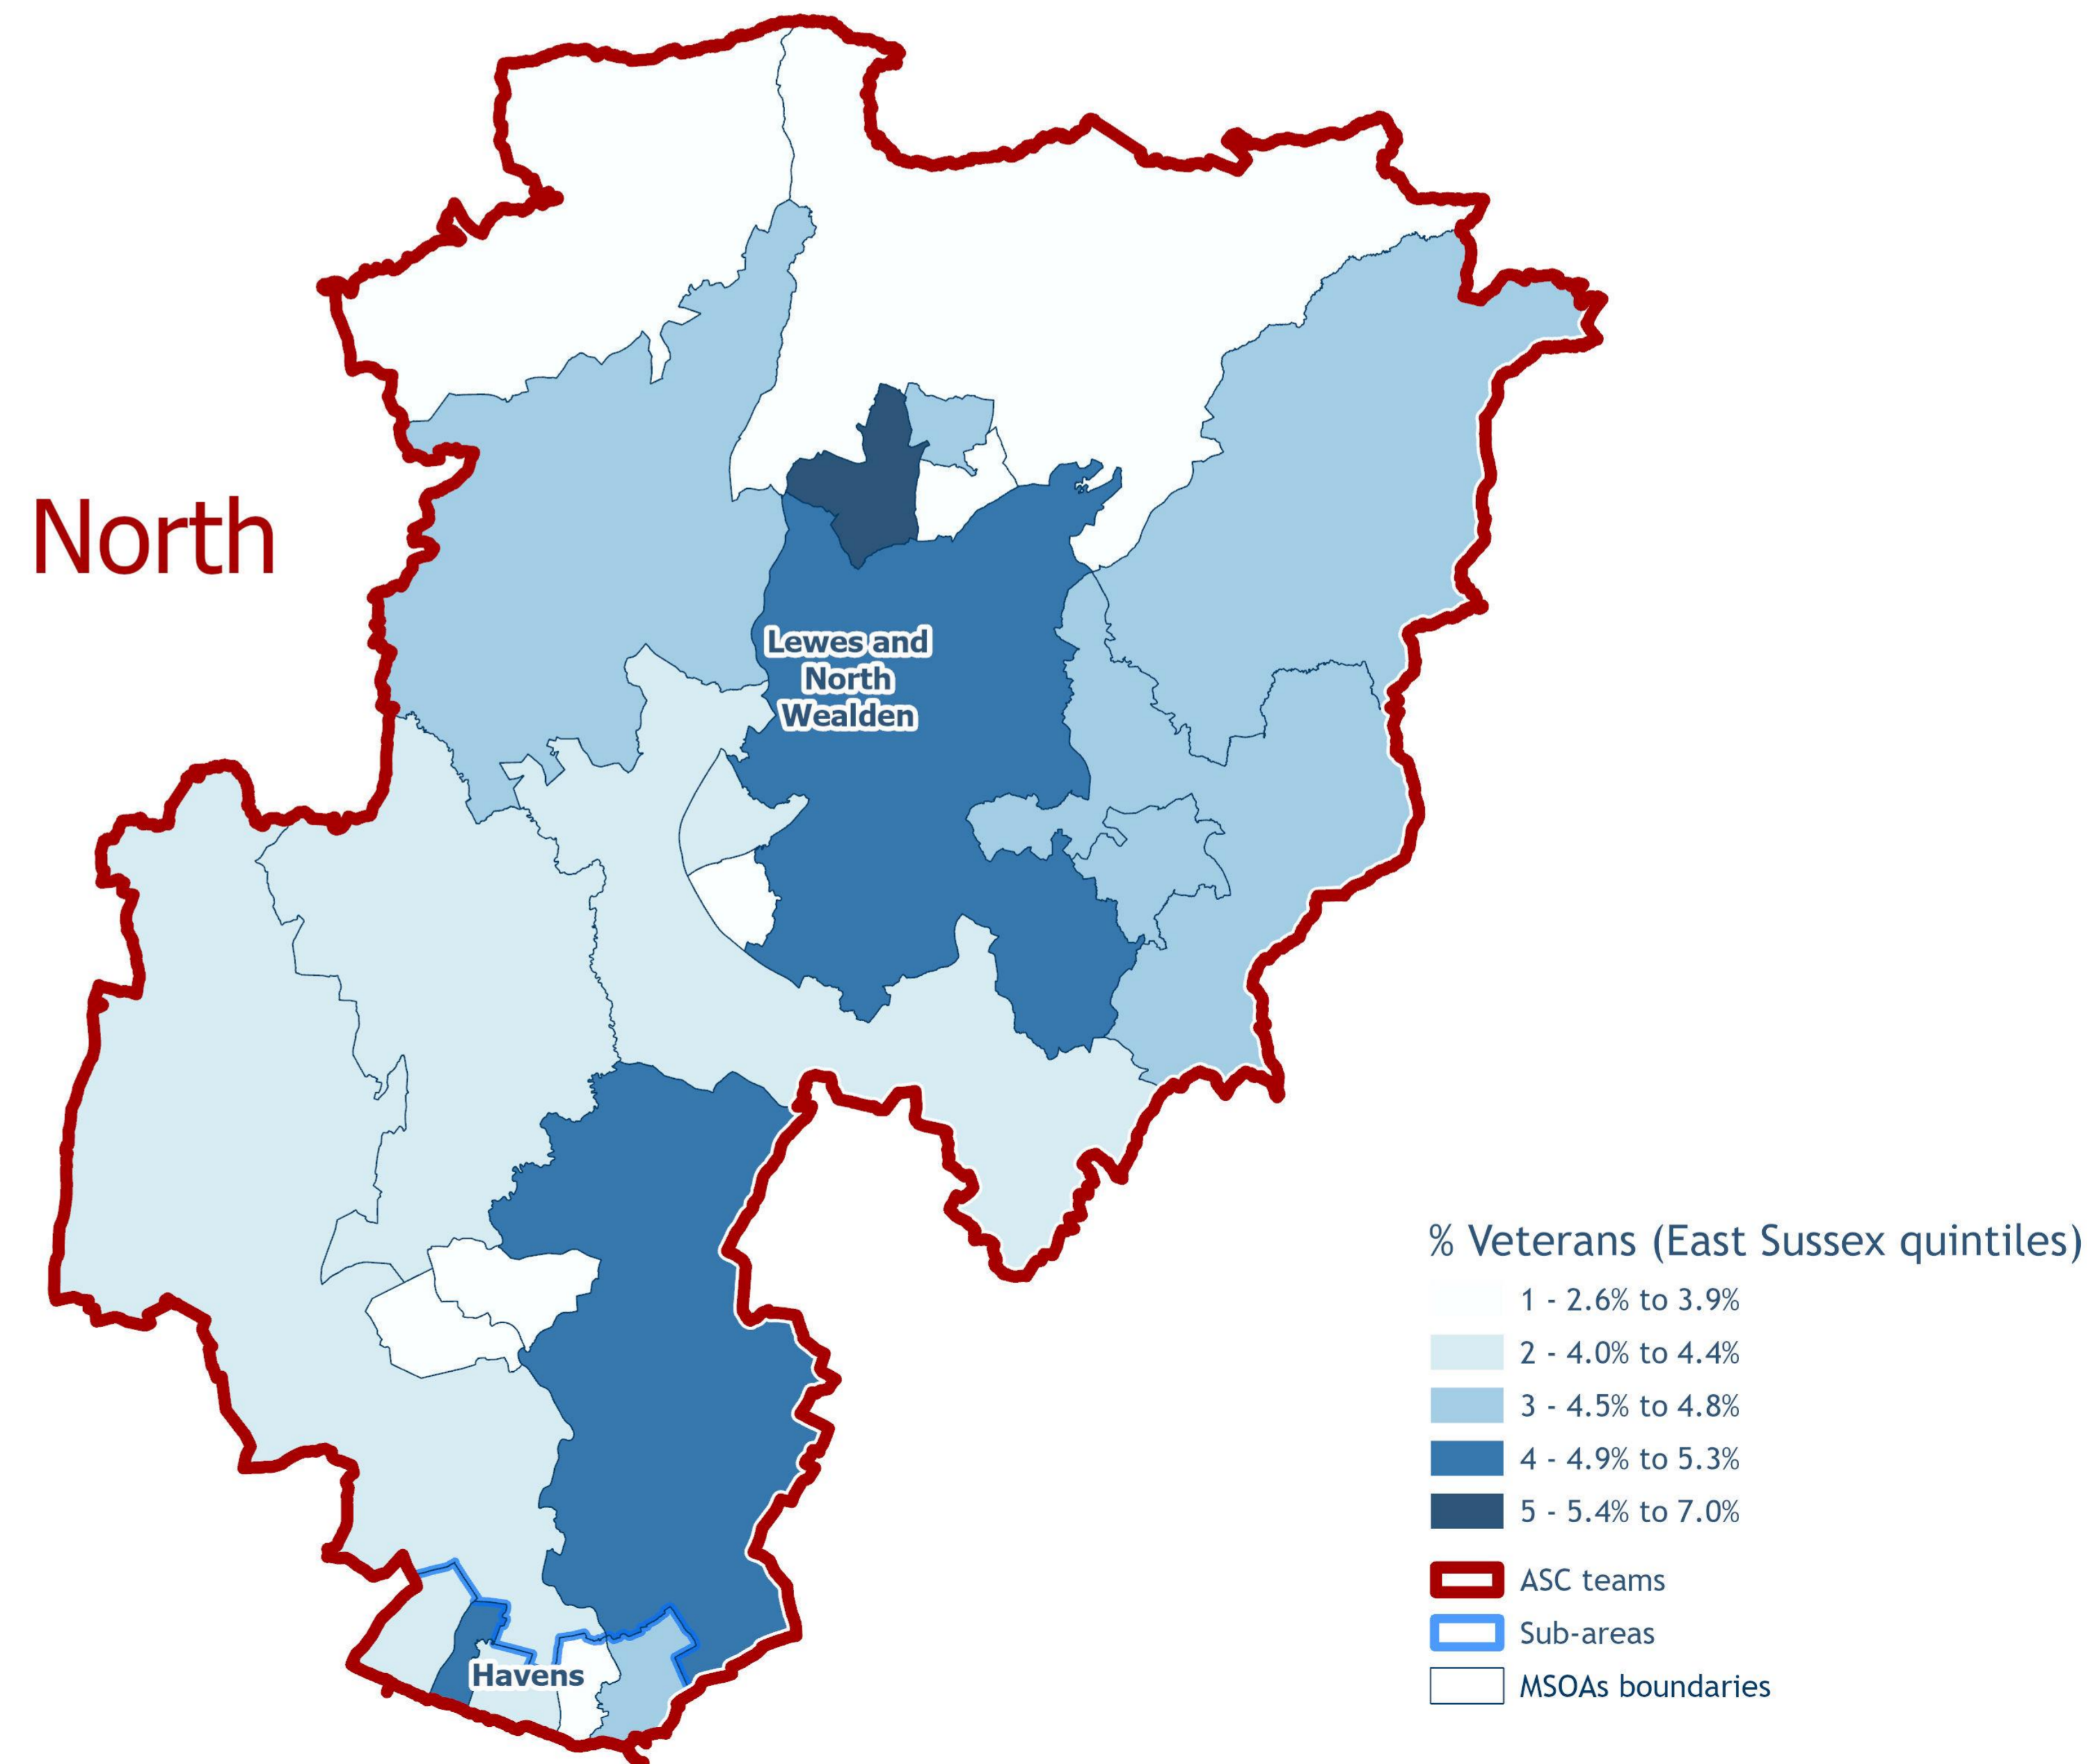 North
Lewes and
North
Wealden
Havens
% Veterans (East Sussex quintiles)
1 - 2.6% to 3.9%
2 - 4.0% to 4.4%
3 - 4.5% to 4.8%
4 - 4.9% to 5.3%
5 - 5.4% to 7.0%
ASC teams
Sub-areas
MSOAs boundaries